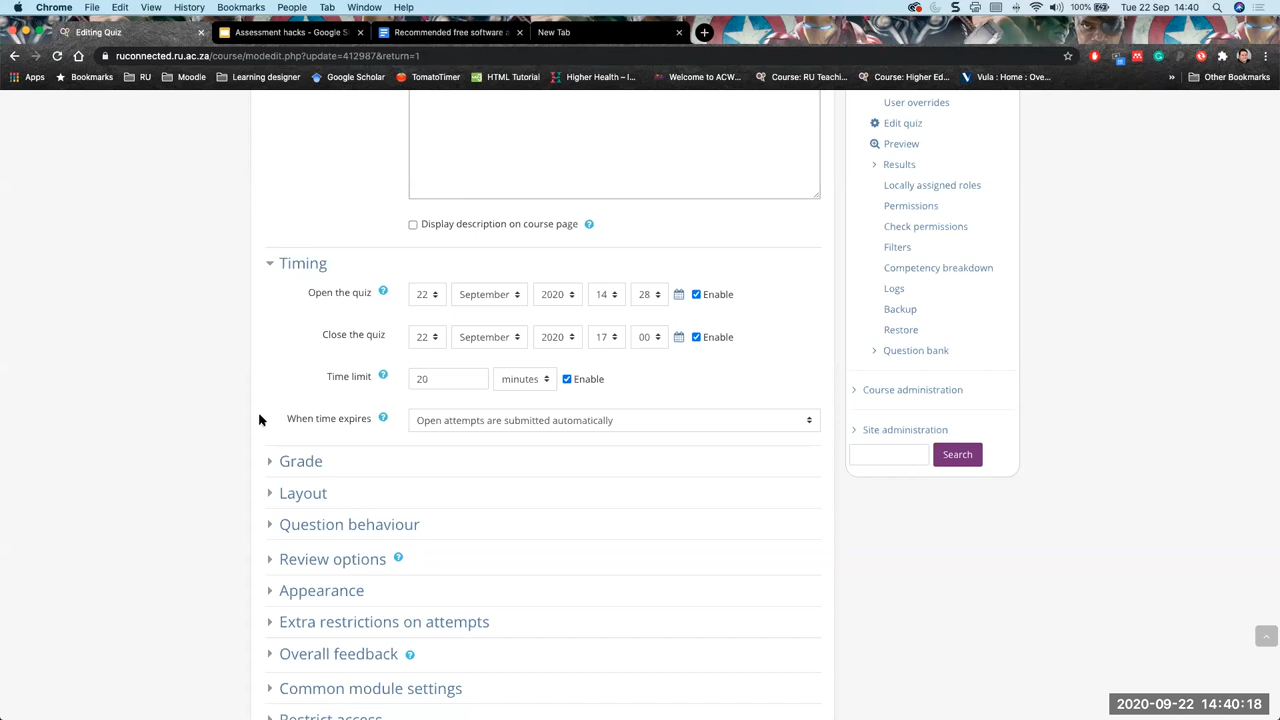 Chrome File Edit View History Bookmarks People Tab Window Help 100% Tue 22 Sep 14:40
Editing Quiz Assessment hacks - Google S Recommended free software a New Tab
ruconnected.ru.ac.za/course/modedit.php?update=412987&return=1
Apps Bookmarks RU Moodle Learning designer Google Scholar TomatoTimer HTML Tutorial Higher Health – I... Welcome to ACW... Course: RU Teachi... Course: Higher Ed... Vula : Home : Ove... » Other Bookmarks
User overrides
Edit quiz
Preview
Results
Locally assigned roles
Permissions
Check permissions
Filters
Competency breakdown
Logs
Backup
Restore
Question bank
Course administration
Site administration
Search
Display description on course page
Timing
Open the quiz 22 September 2020 14 28 Enable
Close the quiz 22 September 2020 17 00 Enable
Time limit 20 minutes Enable
When time expires Open attempts are submitted automatically
Grade
Layout
Question behaviour
Review options
Appearance
Extra restrictions on attempts
Overall feedback
Common module settings
Restrict access
2020-09-22 14:40:18